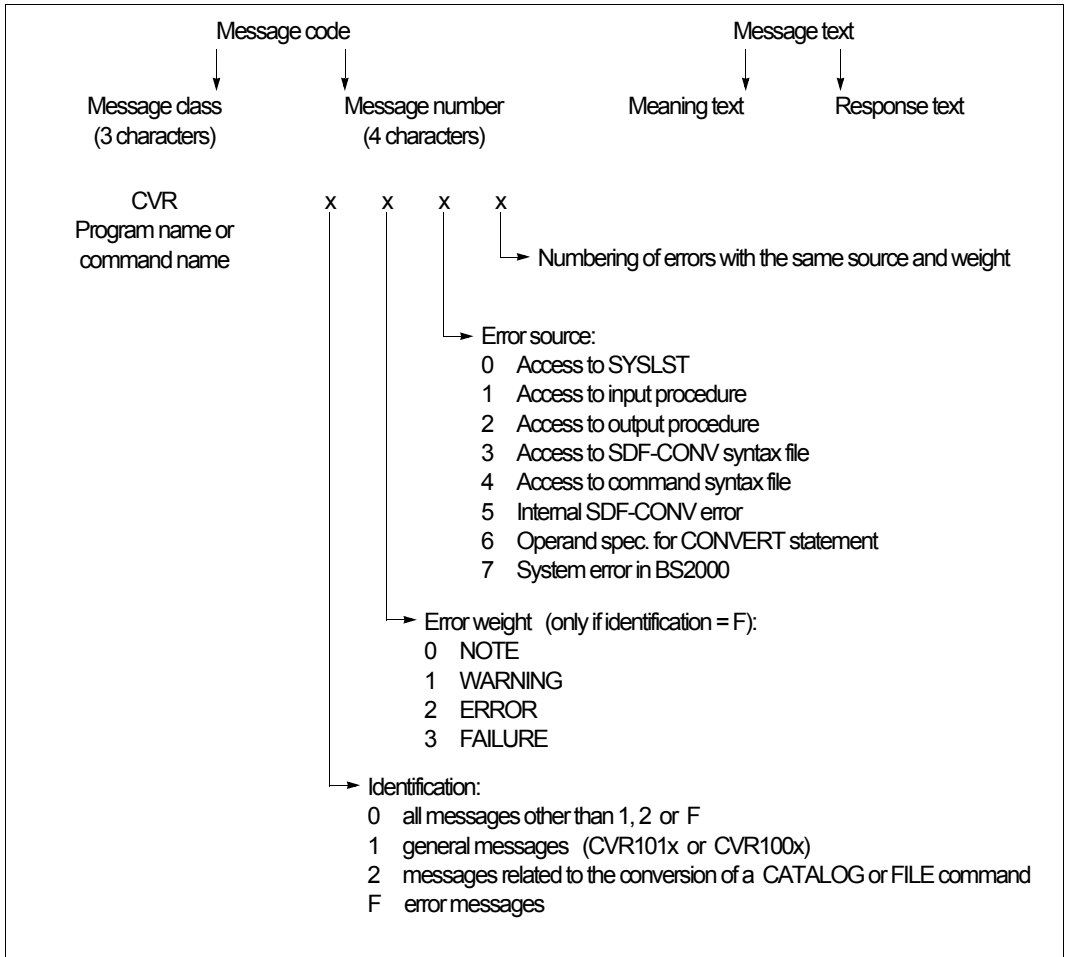 Message code Message text
Message class Message number Meaning text Response text
(3 characters) (4 characters)
CVR x x x x
Program name or
command name
Numbering of errors with the same source and weight
Error source:
0 Access to SYSLST
1 Access to input procedure
2 Access to output procedure
3 Access to SDF-CONV syntax file
4 Access to command syntax file
5 Internal SDF-CONV error
6 Operand spec. for CONVERT statement
7 System error in BS2000
Error weight (only if identification = F):
0 NOTE
1 WARNING
2 ERROR
3 FAILURE
Identification:
0 all messages other than 1, 2 or F
1 general messages (CVR101x or CVR100x)
2 messages related to the conversion of a CATALOG or FILE command
F error messages